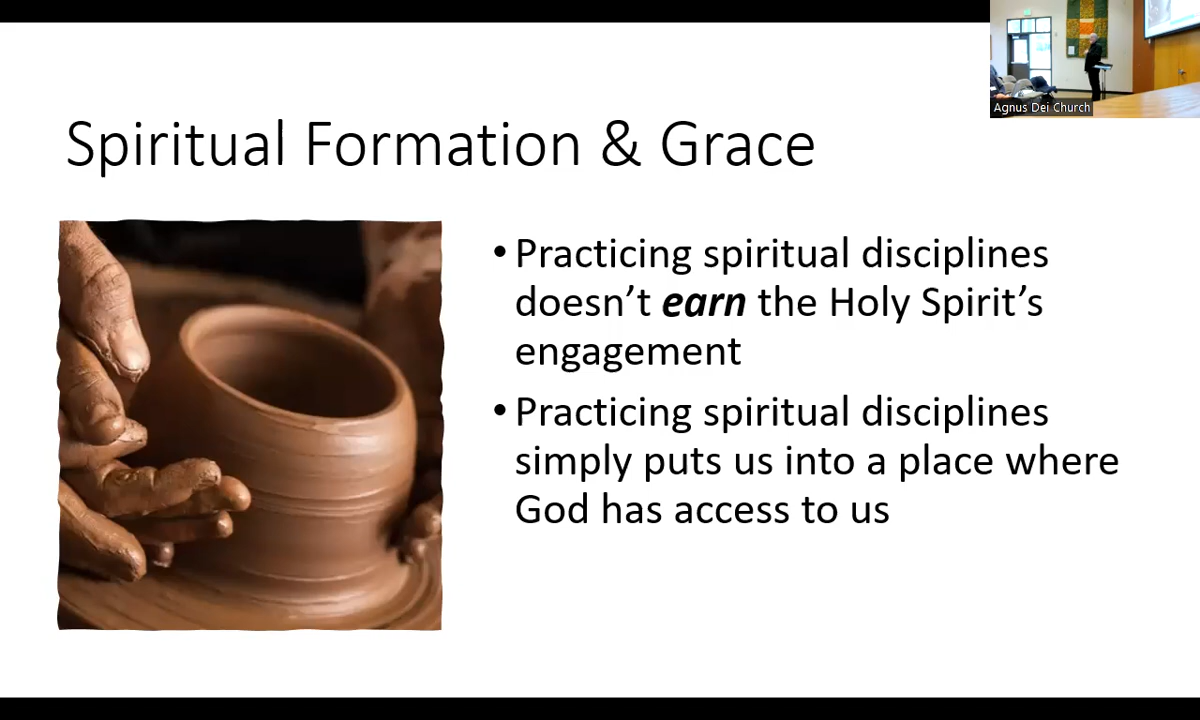 Agnus Dei Church
Spiritual Formation & Grace
•Practicing spiritual disciplines
doesn’t earn the Holy Spirit’s
engagement
•Practicing spiritual disciplines
simply puts us into a place where
God has access to us